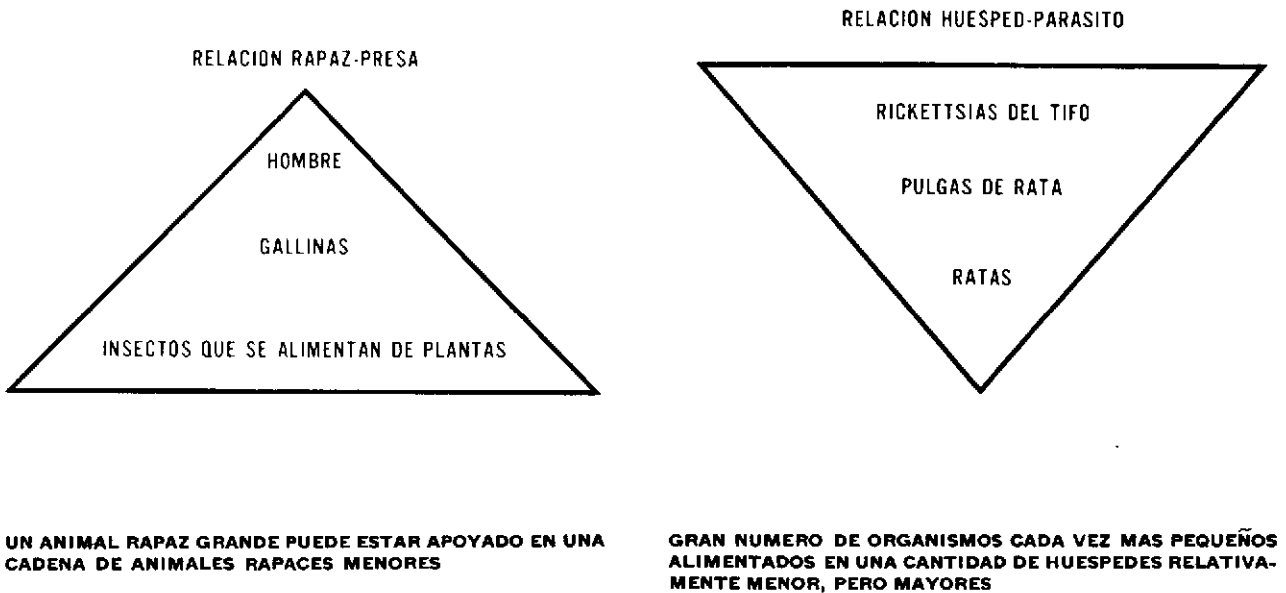 RELACION RAPAZ-PRESA
HOMBRE
GALLINAS
INSECTOS QUE SE ALIMENTAN DE PLANTAS
UN ANIMAL RAPAZ GRANDE PUEDE ESTAR APOYADO EN UNA
CADENA DE ANIMALES RAPACES MENORES
RELACION HUESPED-PARASITO
RICKETTSIAS DEL TIFO
PULGAS DE RATA
RATAS
GRAN NUMERO DE ORGANISMOS CADA VEZ MAS PEQUEÑOS
ALIMENTADOS EN UNA CANTIDAD DE HUESPEDES RELATIVA-
MENTE MENOR, PERO MAYORES